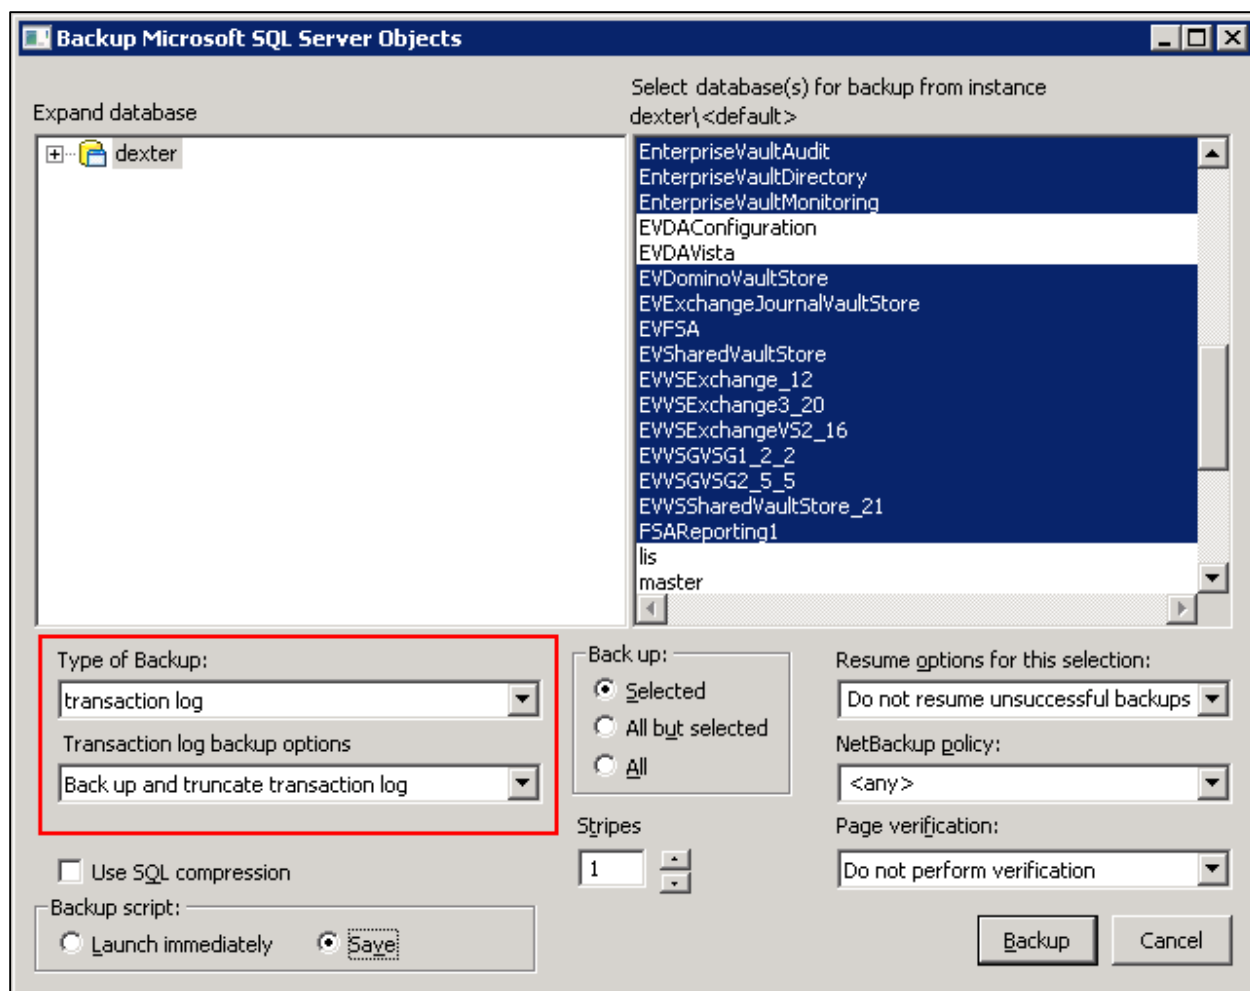 Backup Microsoft SQL Server Objects
Expand database
Select database(s) for backup from instance
dexter\<default>
dexter
EnterpriseVaultAudit
EnterpriseVaultDirectory
EnterpriseVaultMonitoring
EVDAConfiguration
EVDAVista
EVDominoVaultStore
EVExchangeJournalVaultStore
EVFSA
EVSharedVaultStore
EVVSExchange_12
EVVSExchange3_20
EVVSExchangeVS2_16
EVVSGVSG1_2_2
EVVSGVSG2_5_5
EVVSSharedVaultStore_21
FSAReporting1
lis
master
Type of Backup:
transaction log
Transaction log backup options
Back up and truncate transaction log
Back up:
Selected
All but selected
All
Stripes
1
Resume options for this selection:
Do not resume unsuccessful backups
NetBackup policy:
<any>
Page verification:
Do not perform verification
Use SQL compression
Backup script:
Launch immediately
Save
Backup
Cancel